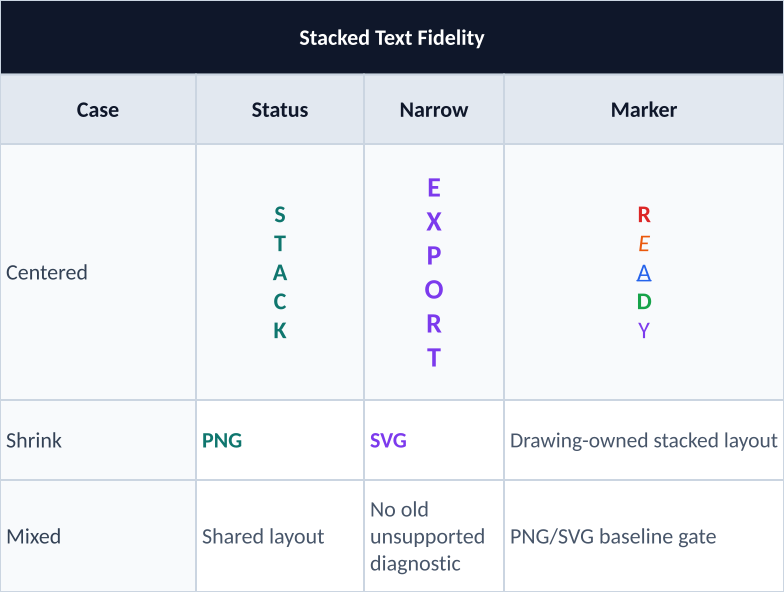 Stacked Text Fidelity
Case
Status
Narrow
Marker
Centered
S
T
A
C
K
E
X
P
O
R
T
R
E
A
D
Y
Shrink
PNG
SVG
Drawing-owned stacked layout
Mixed
Shared layout
No old
unsupported
diagnostic
PNG/SVG baseline gate